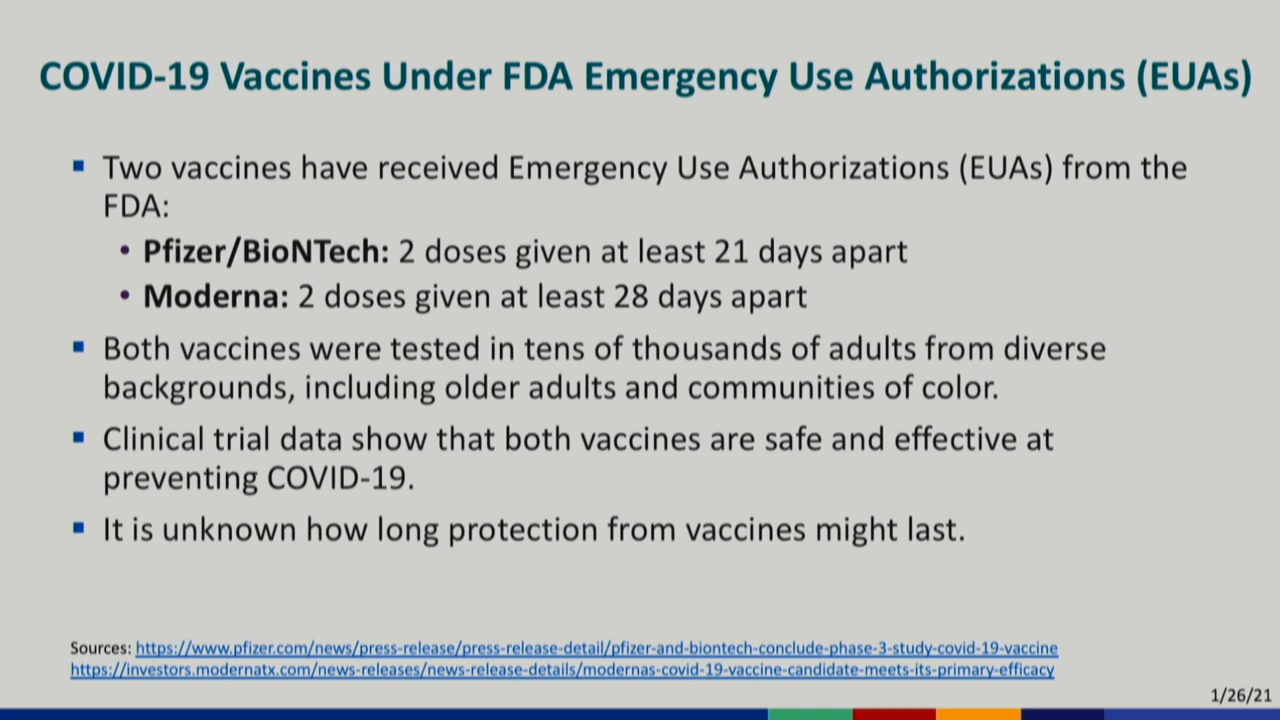 COVID-19 Vaccines Under FDA Emergency Use Authorizations (EUAs)
▪ Two vaccines have received Emergency Use Authorizations (EUAs) from the
FDA:
• Pfizer/BioNTech: 2 doses given at least 21 days apart
• Moderna: 2 doses given at least 28 days apart
▪ Both vaccines were tested in tens of thousands of adults from diverse
backgrounds, including older adults and communities of color.
▪ Clinical trial data show that both vaccines are safe and effective at
preventing COVID-19.
▪ It is unknown how long protection from vaccines might last.
Sources: https://www.pfizer.com/news/press-release/press-release-detail/pfizer-and-biontech-conclude-phase-3-study-covid-19-vaccine
https://investors.modernatx.com/news-releases/news-release-details/modernas-covid-19-vaccine-candidate-meets-its-primary-efficacy
1/26/21